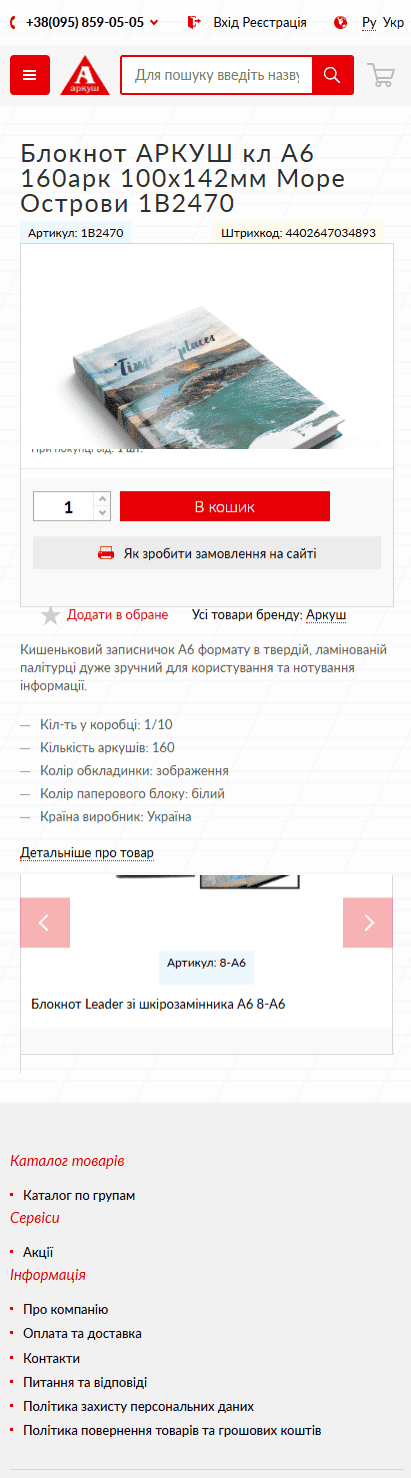 +38(095) 859-05-05
Вхід Реєстрація
Ру Укр
аркуш
Для пошуку введіть назву
Блокнот АРКУШ кл А6
160арк 100х142мм Море
Острови 1В2470
Артикул: 1В2470
Штрихкод: 4402647034893
Time
places
При покупці від: 1 шт.
1
В кошик
Як зробити замовлення на сайті
Додати в обране
Усі товари бренду: Аркуш
Кишеньковий записничок А6 формату в твердій, ламінованій
палітурці дуже зручний для користування та нотування
інформації.
— Кіл-ть у коробці: 1/10
— Кількість аркушів: 160
— Колір обкладинки: зображення
— Колір паперового блоку: білий
— Країна виробник: Україна
Детальніше про товар
Артикул: 8-А6
Блокнот Leader зі шкірозамінника А6 8-А6
Каталог товарів
Каталог по групам
Сервіси
Акції
Інформація
Про компанію
Оплата та доставка
Контакти
Питання та відповіді
Політика захисту персональних даних
Політика повернення товарів та грошових коштів